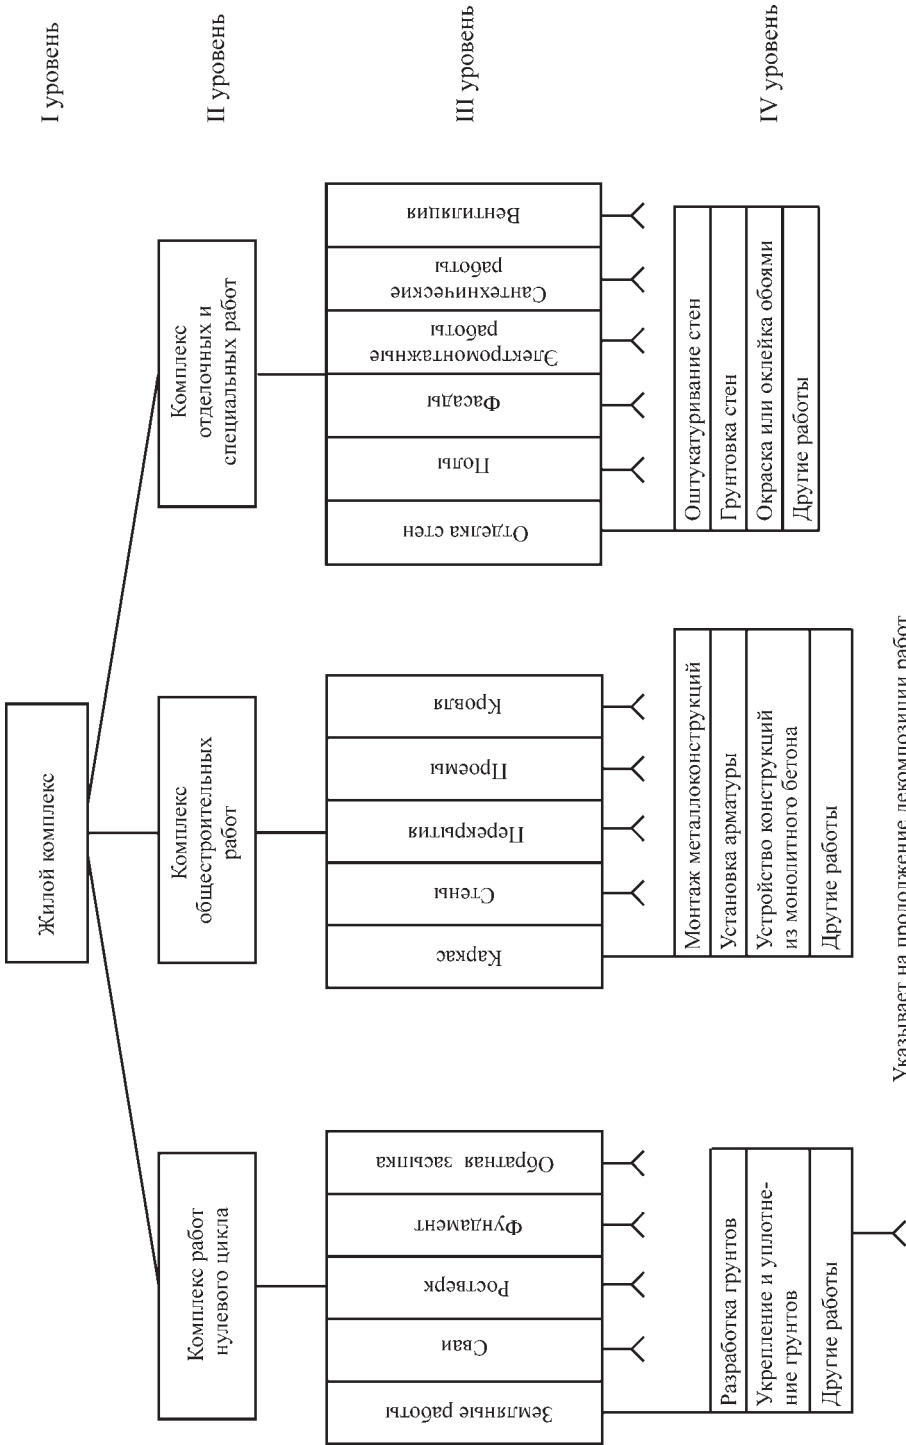 I уровень
Жилой комплекс
II уровень
Комплекс работ
нулевого цикла
Комплекс
общестроительных
работ
Комплекс
отделочных и
специальных работ
III уровень
Земляные работы
Сваи
Ростверк
Фундамент
Обратная засыпка
Каркас
Стены
Перекрытия
Проемы
Кровля
Отделка стен
Полы
Фасады
Электромонтажные
работы
Сантехнические
работы
Вентиляция
IV уровень
Разработка грунтов
Укрепление и уплотне-
ние грунтов
Другие работы
Монтаж металлоконструкций
Установка арматуры
Устройство конструкций
из монолитного бетона
Другие работы
Оштукатуривание стен
Грунтовка стен
Окраска или оклейка обоями
Другие работы
Указывает на продолжение декомпозиции работ